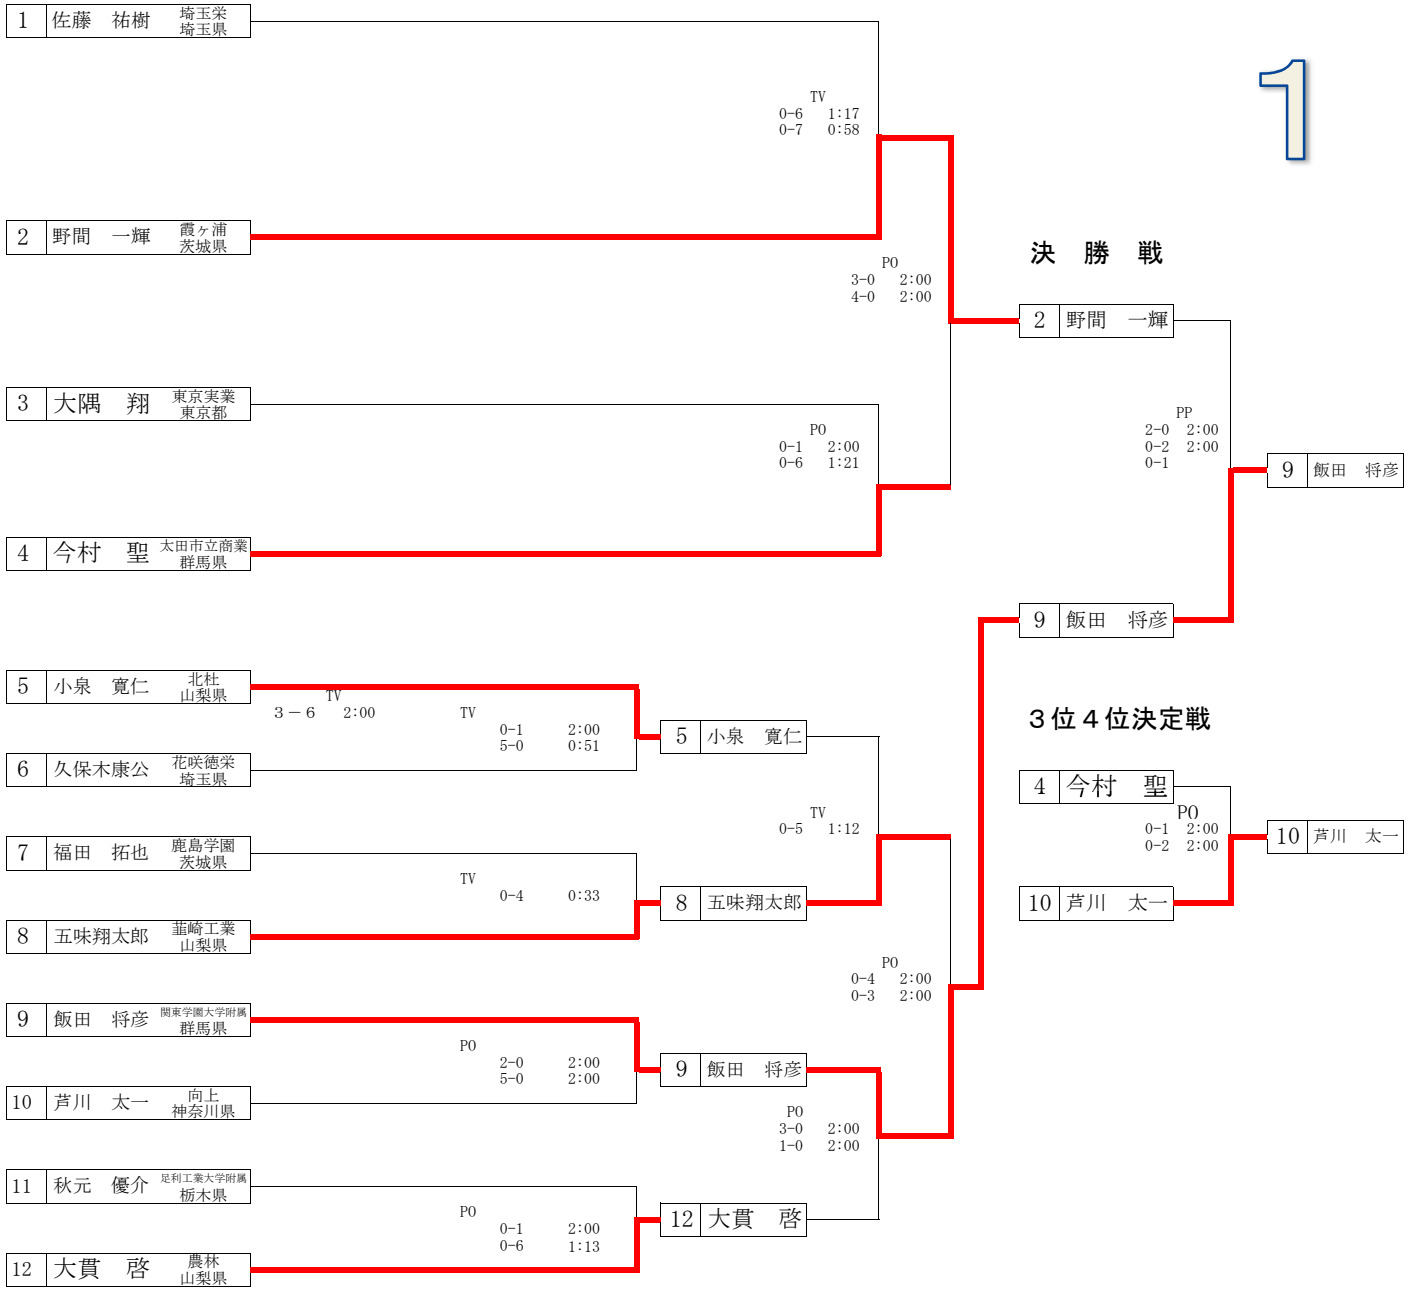 1 佐藤　祐樹 埼玉栄
埼玉県
1
TV
0-6 1:17
0-7 0:58
2 野間　一輝 霞ヶ浦
茨城県
決　勝　戦
PO
3-0 2:00
4-0 2:00
2 野間　一輝
3 大隅　翔 東京実業
東京都
PO
0-1 2:00
0-6 1:21
PP
2-0 2:00
0-2 2:00
0-1
9 飯田　将彦
4 今村　聖 太田市立商業
群馬県
9 飯田　将彦
5 小泉　寛仁 北杜
山梨県
TV
3－6 2:00
TV
0-1 2:00
5-0 0:51
5 小泉　寛仁
3位4位決定戦
6 久保木康公 花咲徳栄
埼玉県
4 今村　聖
PO
0-1 2:00
0-2 2:00
10 芦川　太一
TV
0-5 1:12
7 福田　拓也 鹿島学園
茨城県
TV
0-4 0:33
8 五味翔太郎
10 芦川　太一
8 五味翔太郎 韮崎工業
山梨県
PO
0-4 2:00
0-3 2:00
9 飯田　将彦 関東学園大学附属
群馬県
PO
2-0 2:00
5-0 2:00
9 飯田　将彦
10 芦川　太一 向上
神奈川県
PO
3-0 2:00
1-0 2:00
11 秋元　優介 足利工業大学附属
栃木県
PO
0-1 2:00
0-6 1:13
12 大貫　啓
12 大貫　啓 農林
山梨県